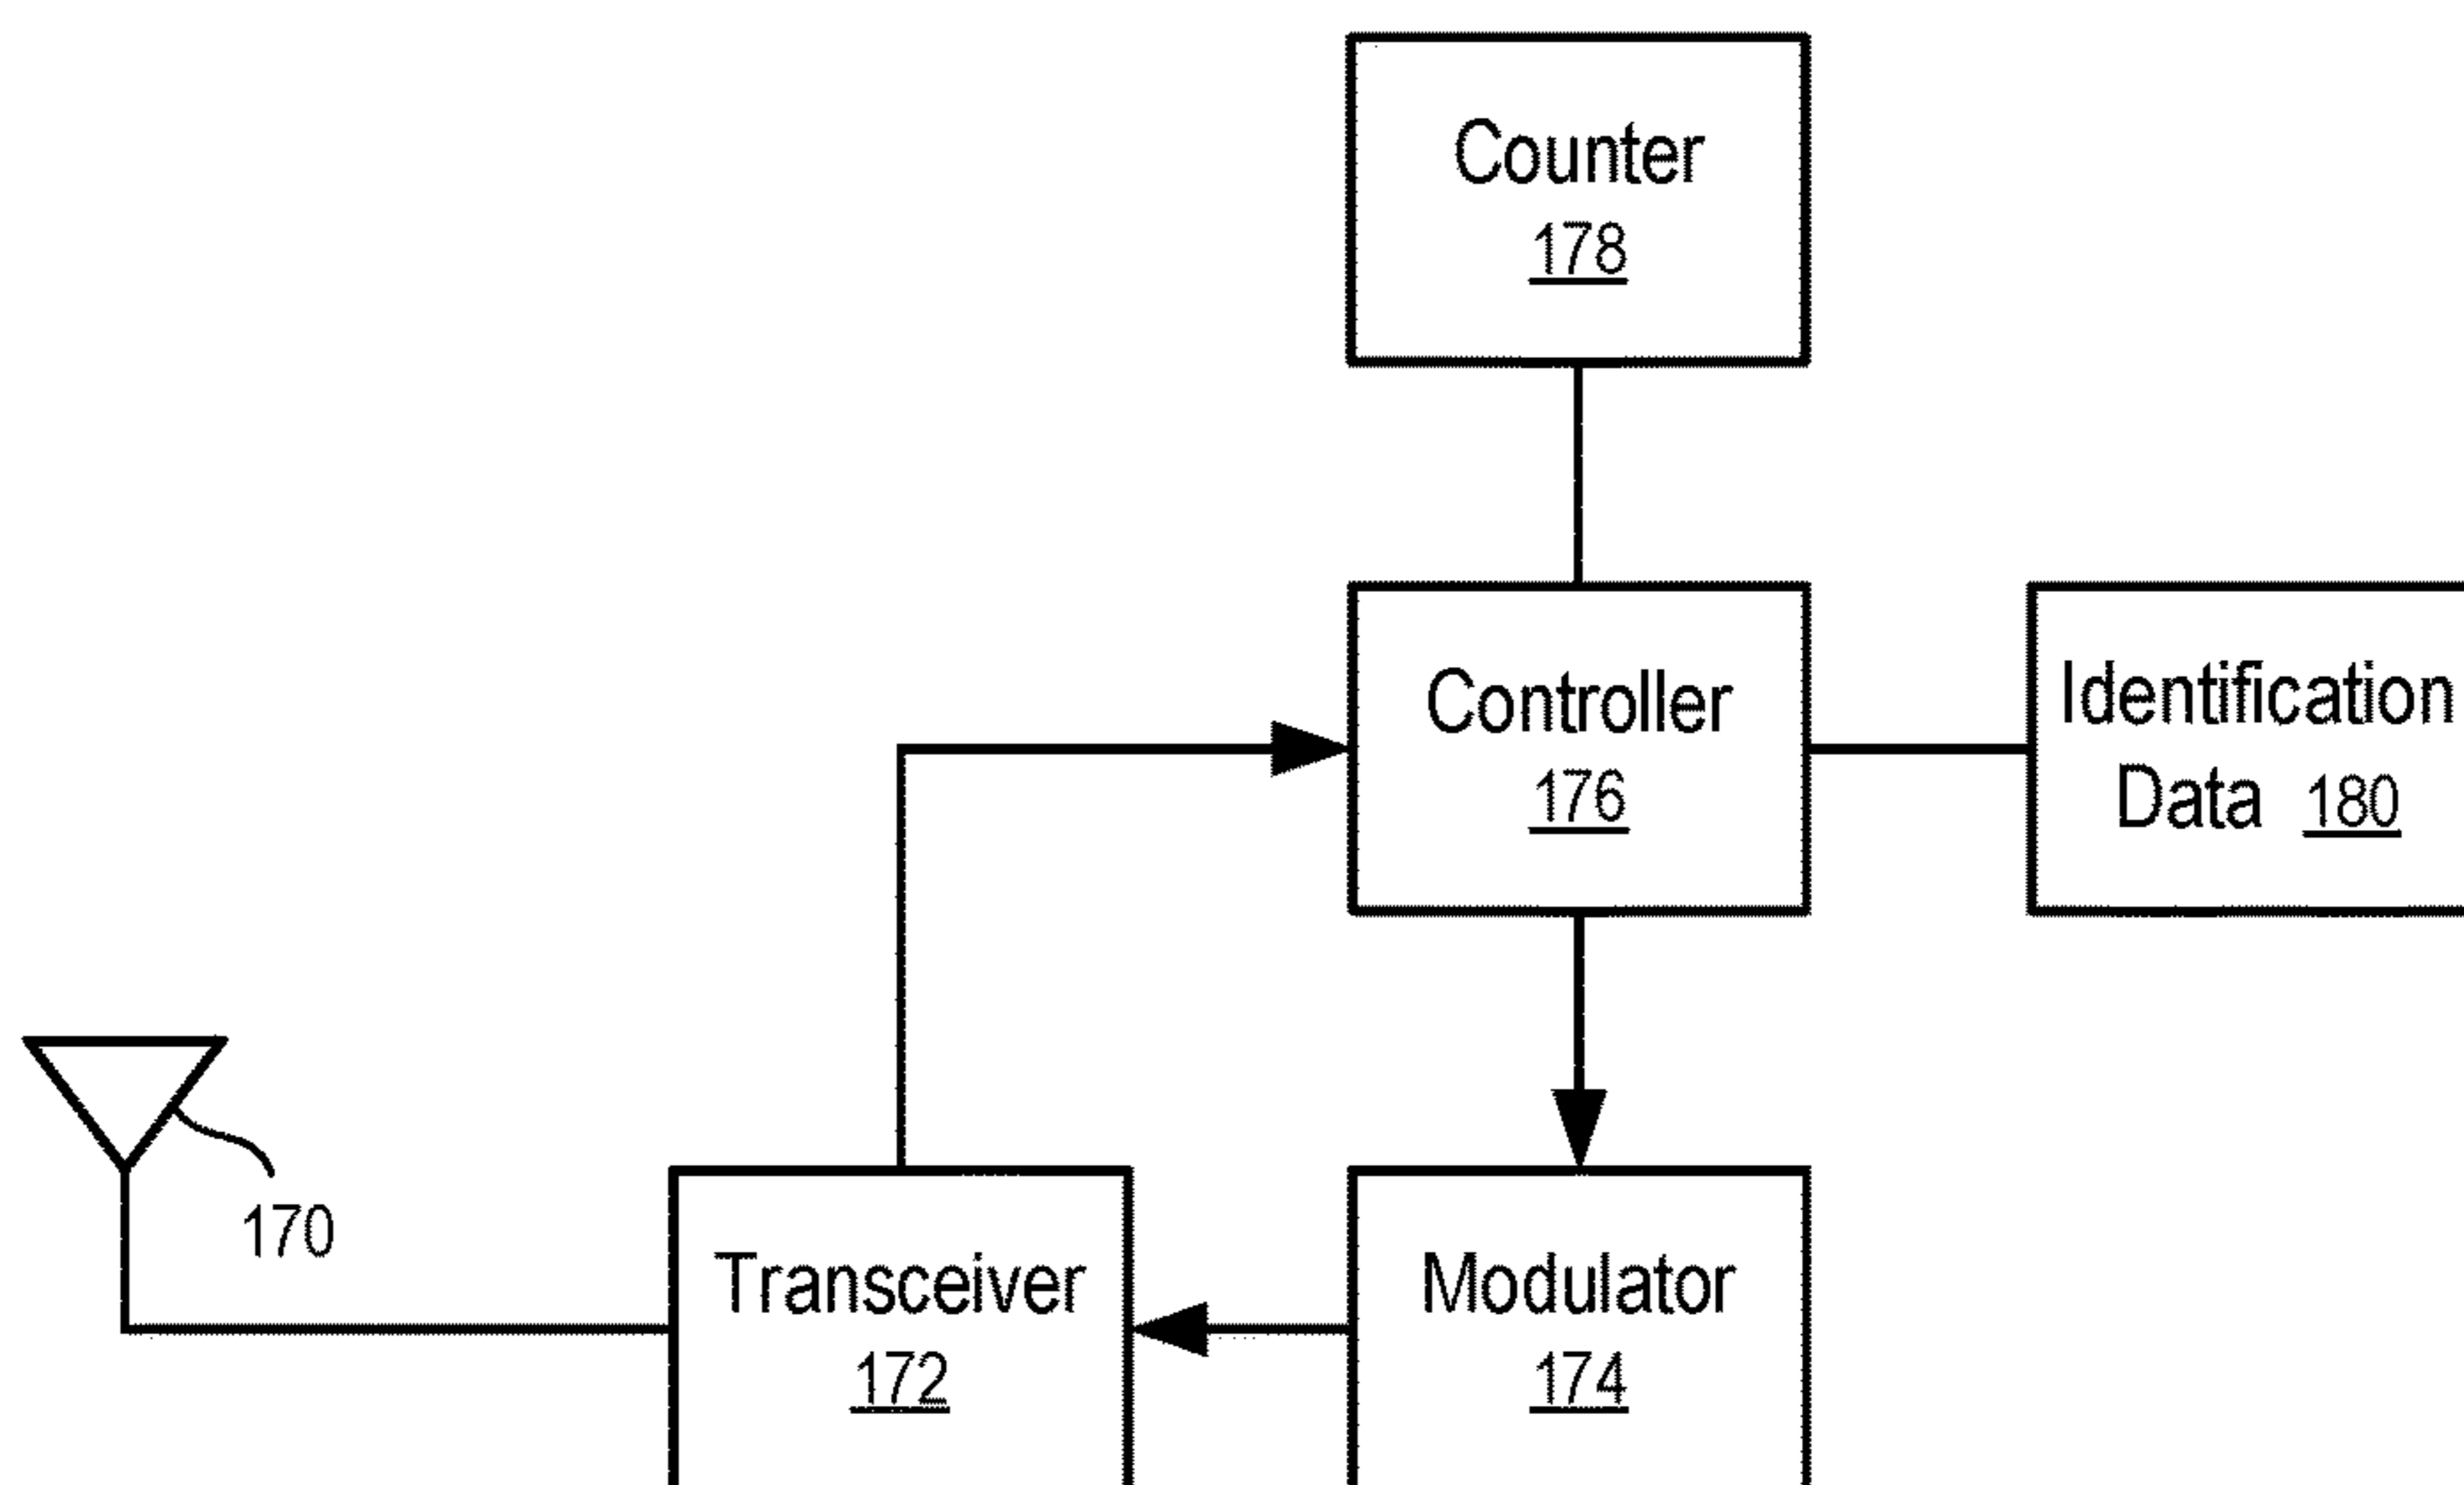 Counter
178
Controller
176
Identification
Data 180
170
Transceiver
172
Modulator
174